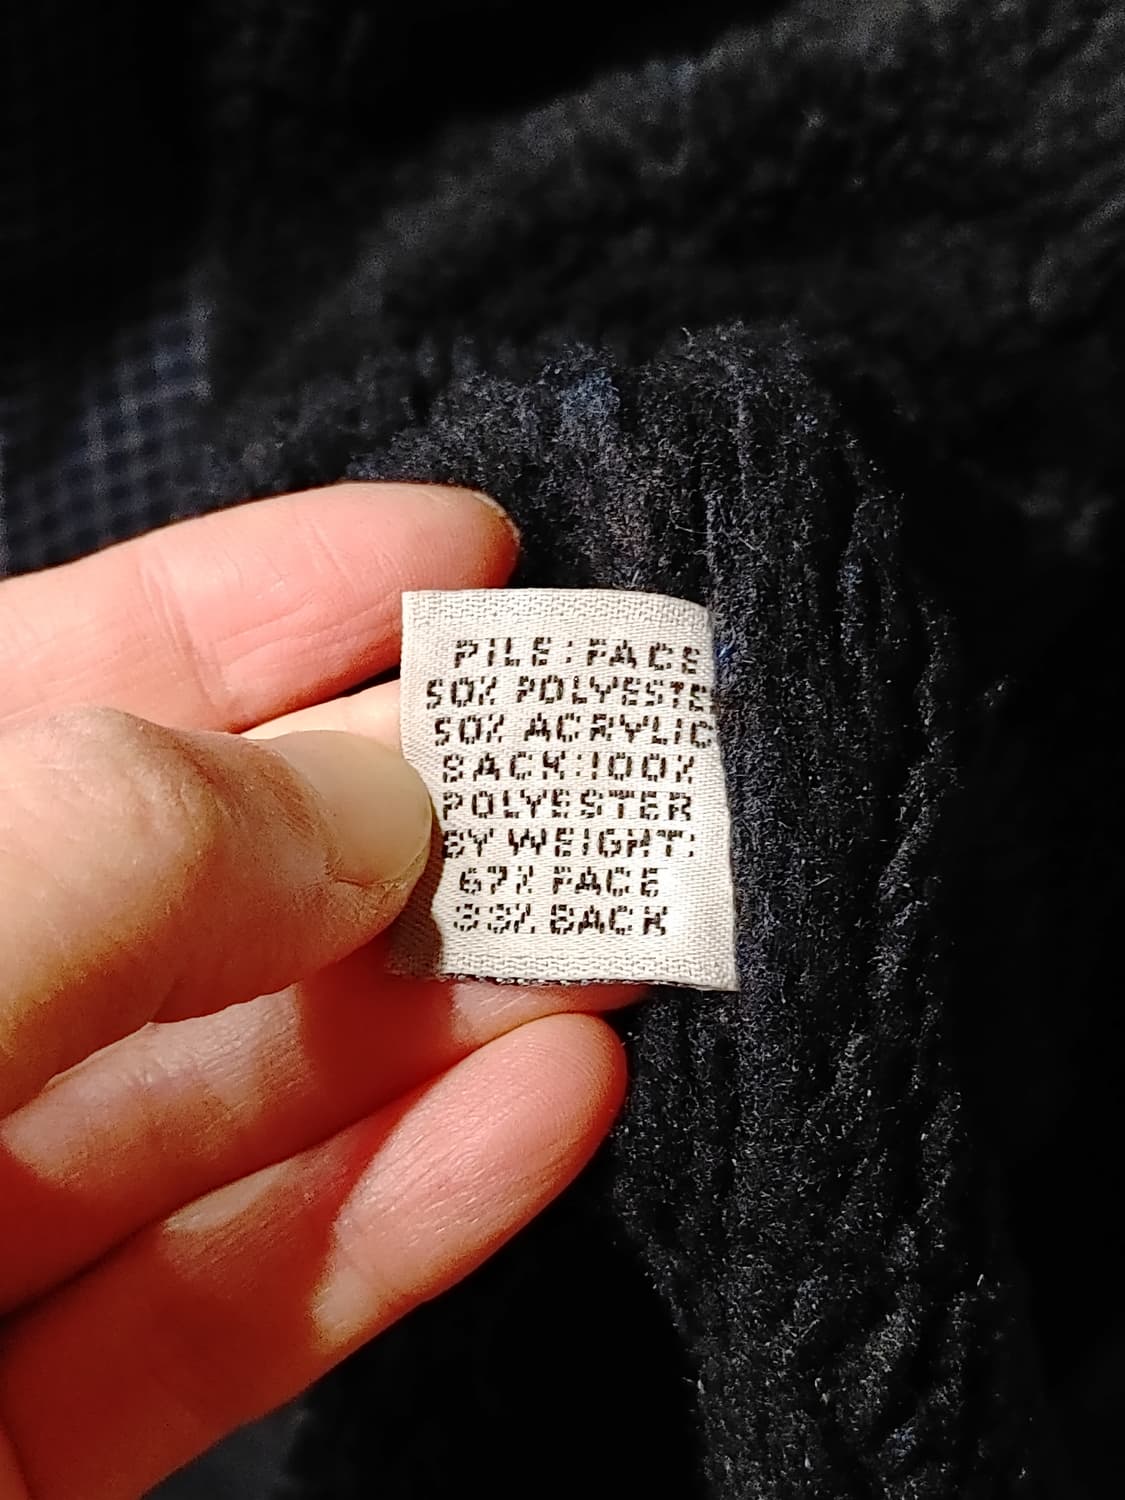 PILE:FACE
50% POLYESTE
50% ACRYLIC
BACK:100%
POLYESTER
BY WEIGHT:
67% FACE
33% BACK